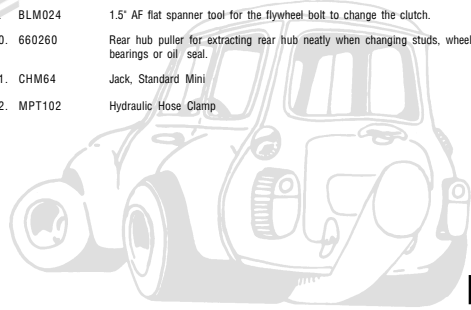 . BLM024 1.5" AF flat spanner tool for the flywheel bolt to change the clutch.
0. 660260 Rear hub puller for extracting rear hub neatly when changing studs, wheel
bearings or oil seal.
1. CHM64 Jack, Standard Mini
2. MPT102 Hydraulic Hose Clamp